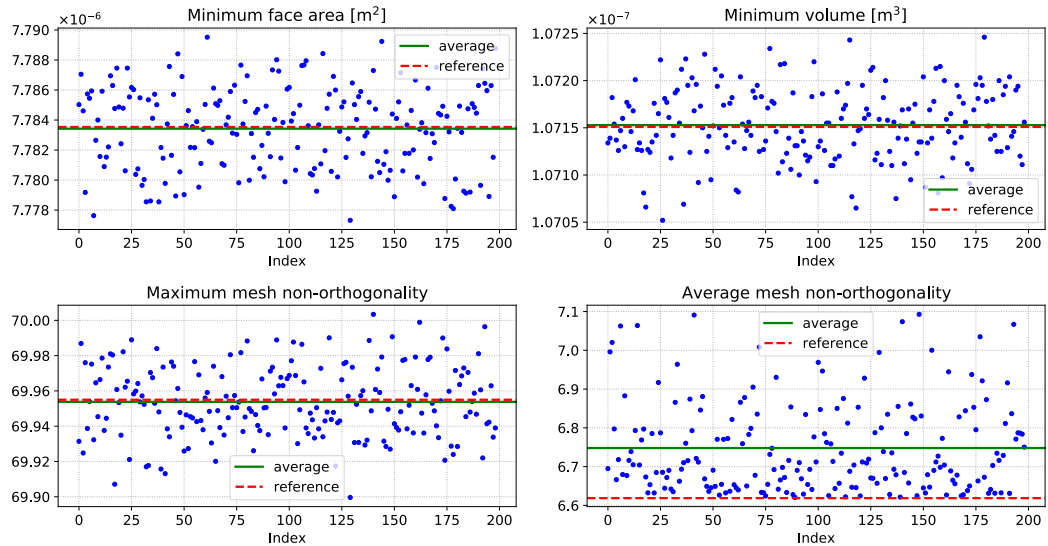 Minimum face area [m²]
×10⁻⁶
7.790
7.788
7.786
7.784
7.782
7.780
7.778
average
reference
0 25 50 75 100 125 150 175 200
Index
Minimum volume [m³]
×10⁻⁷
1.0725
1.0720
1.0715
1.0710
1.0705
average
reference
0 25 50 75 100 125 150 175 200
Index
Maximum mesh non-orthogonality
70.00
69.98
69.96
69.94
69.92
69.90
average
reference
0 25 50 75 100 125 150 175 200
Index
Average mesh non-orthogonality
7.1
7.0
6.9
6.8
6.7
6.6
average
reference
0 25 50 75 100 125 150 175 200
Index